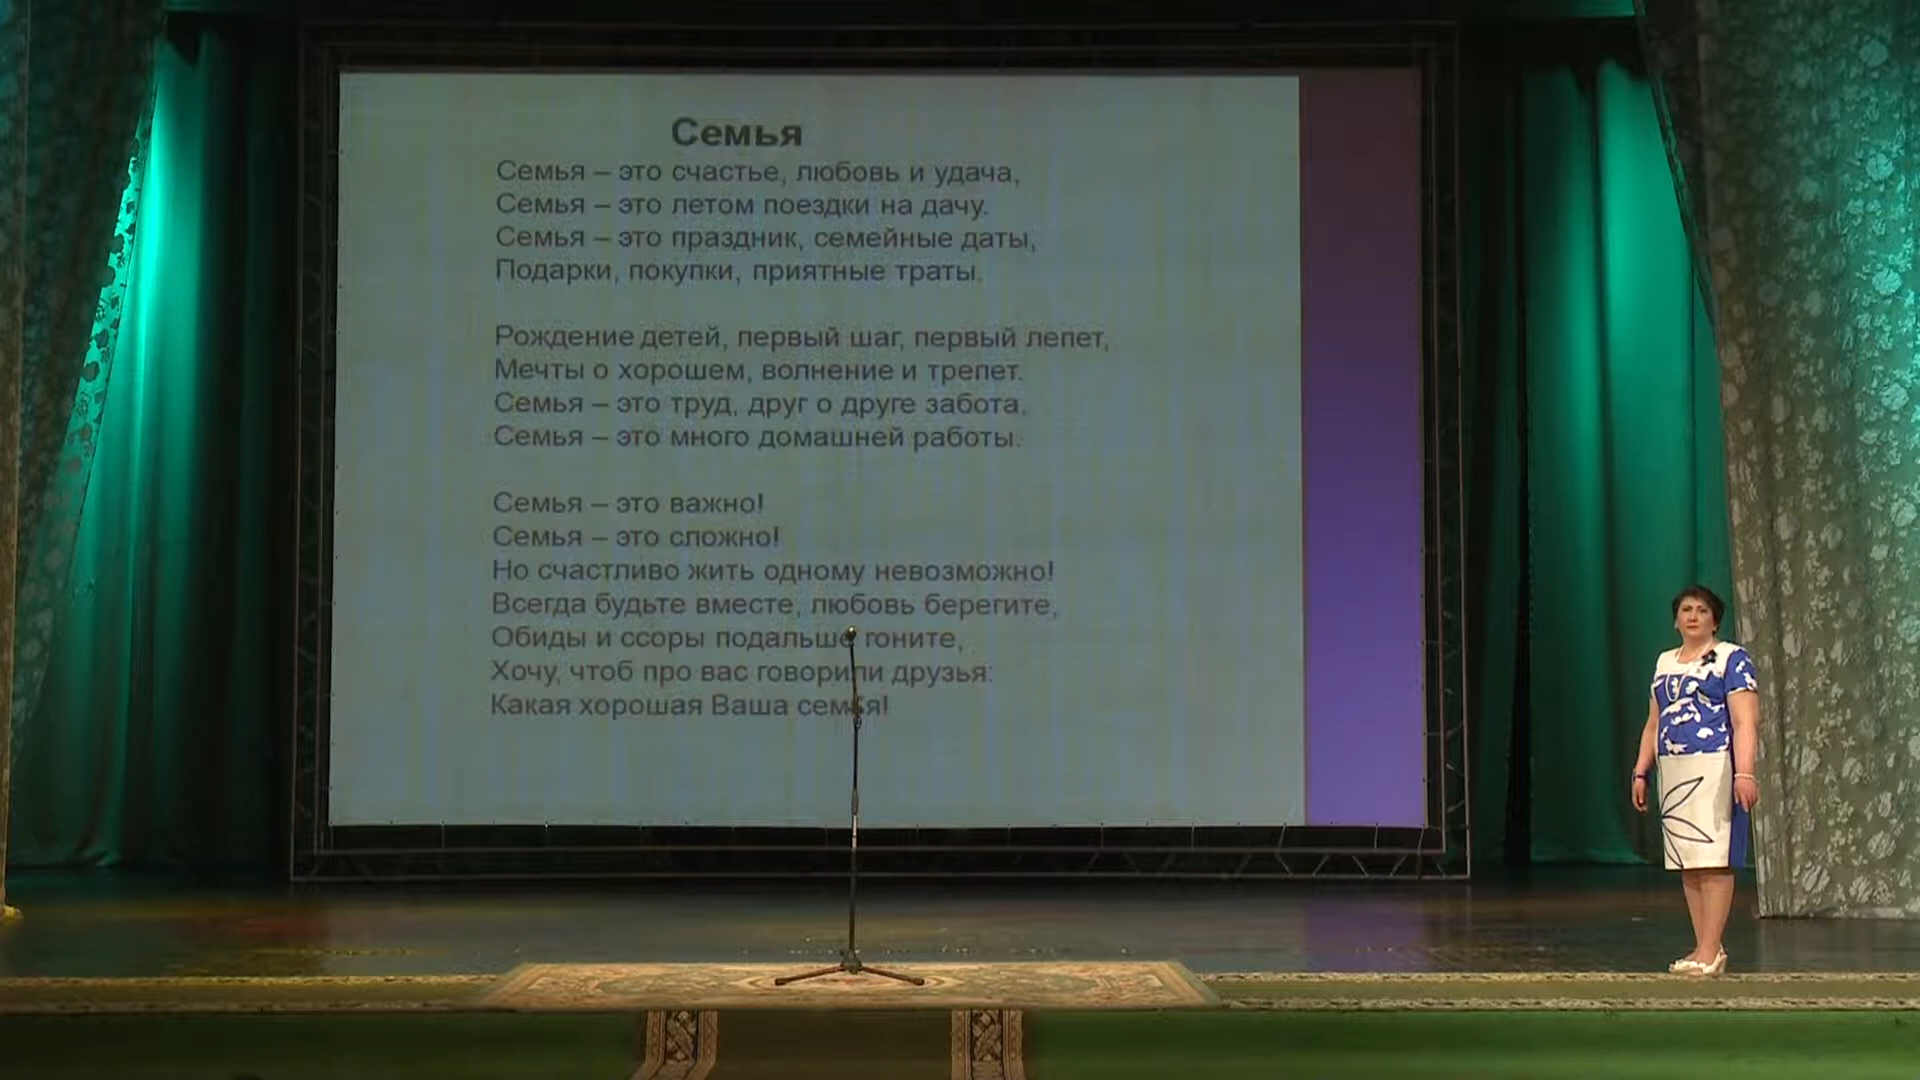 Семья
Семья – это счастье, любовь и удача,
Семья – это летом поездки на дачу.
Семья – это праздник, семейные даты,
Подарки, покупки, приятные траты.
Рождение детей, первый шаг, первый лепет,
Мечты о хорошем, волнение и трепет.
Семья – это труд, друг о друге забота,
Семья – это много домашней работы.
Семья – это важно!
Семья – это сложно!
Но счастливо жить одному невозможно!
Всегда будьте вместе, любовь берегите,
Обиды и ссоры подальше гоните,
Хочу, чтоб про вас говорили друзья:
Какая хорошая Ваша семья!